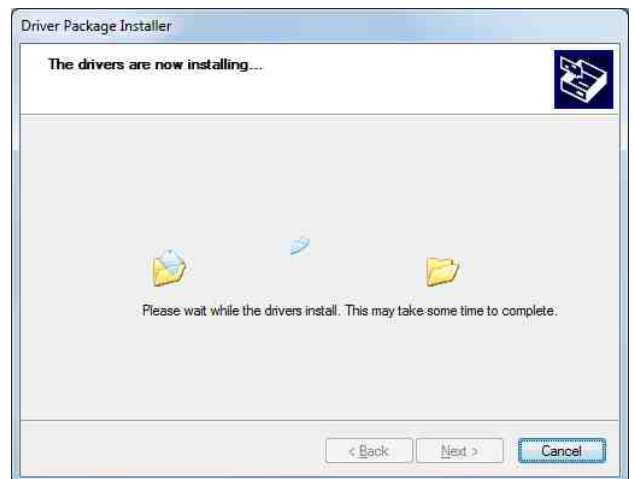 Driver Package Installer
The drivers are now installing...
Please wait while the drivers install. This may take some time to complete.
< Back
Next >
Cancel